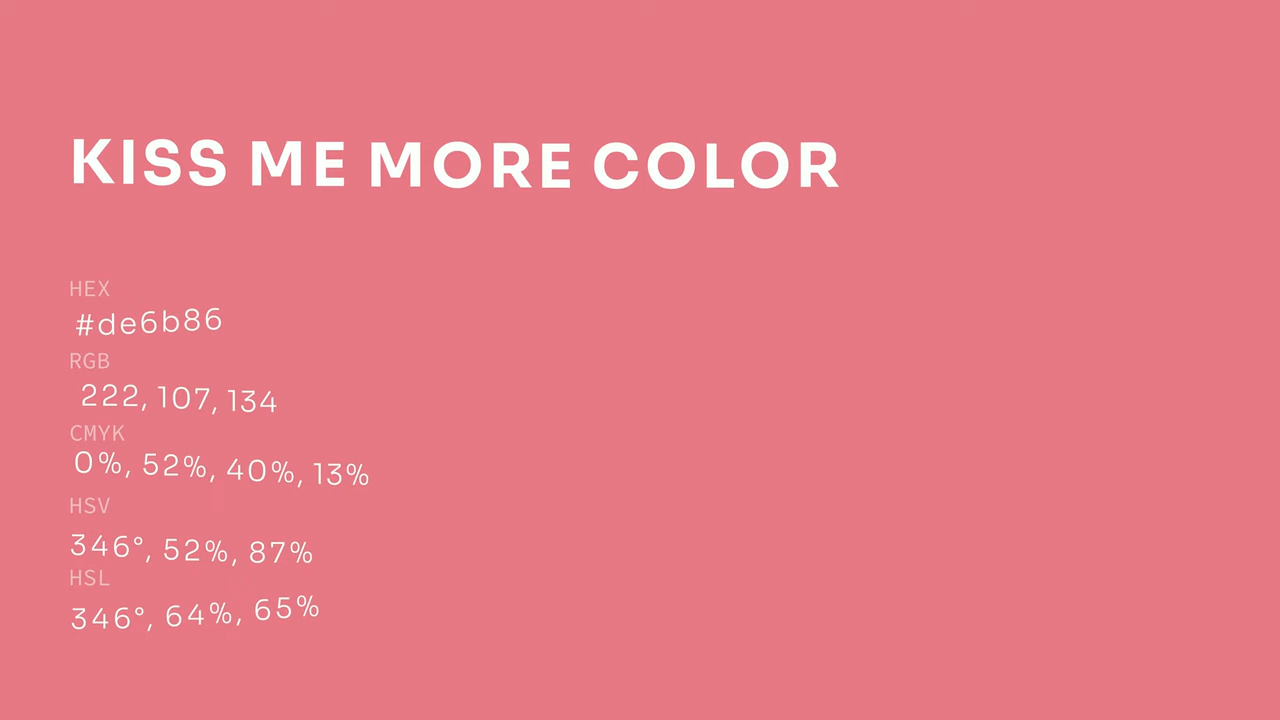 KISS ME MORE COLOR
HEX
#de6b86
RGB
222, 107, 134
CMYK
0%, 52%, 40%, 13%
HSV
346°, 52%, 87%
HSL
346°, 64%, 65%